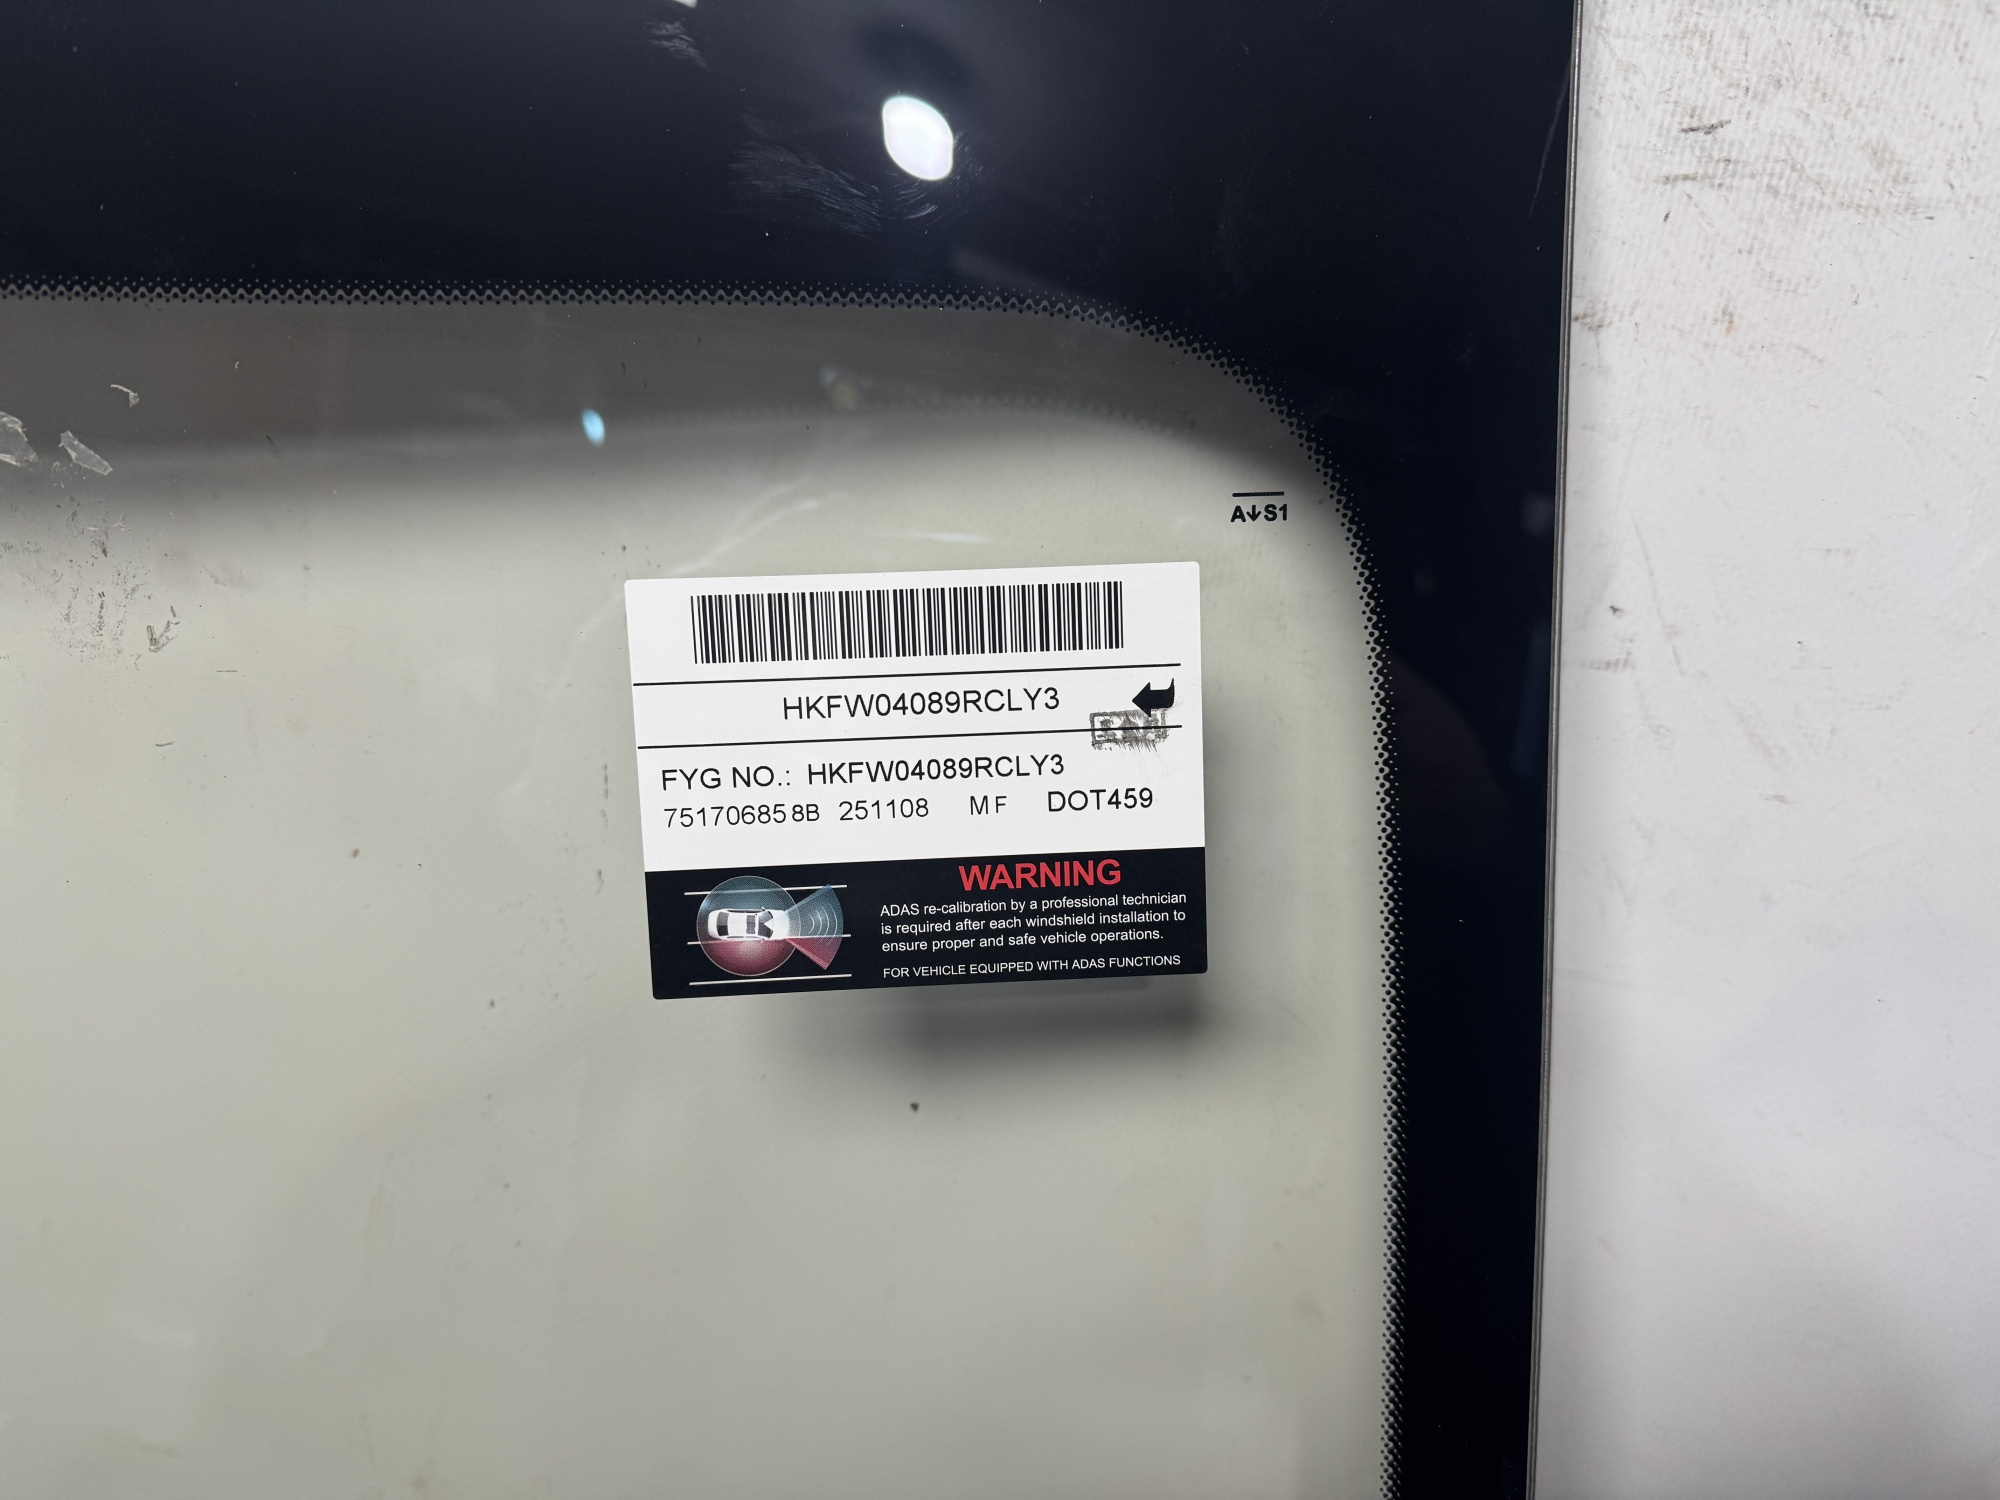 A↓S1
HKFW04089RCLY3
FYG NO.: HKFW04089RCLY3
751706858B 251108 MF DOT459
WARNING
ADAS re-calibration by a professional technician
is required after each windshield installation to
ensure proper and safe vehicle operations.
FOR VEHICLE EQUIPPED WITH ADAS FUNCTIONS